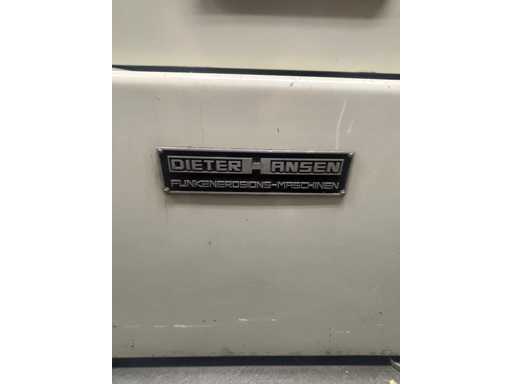 DIETER HANSEN
FUNKENEROSIONS-MASCHINEN